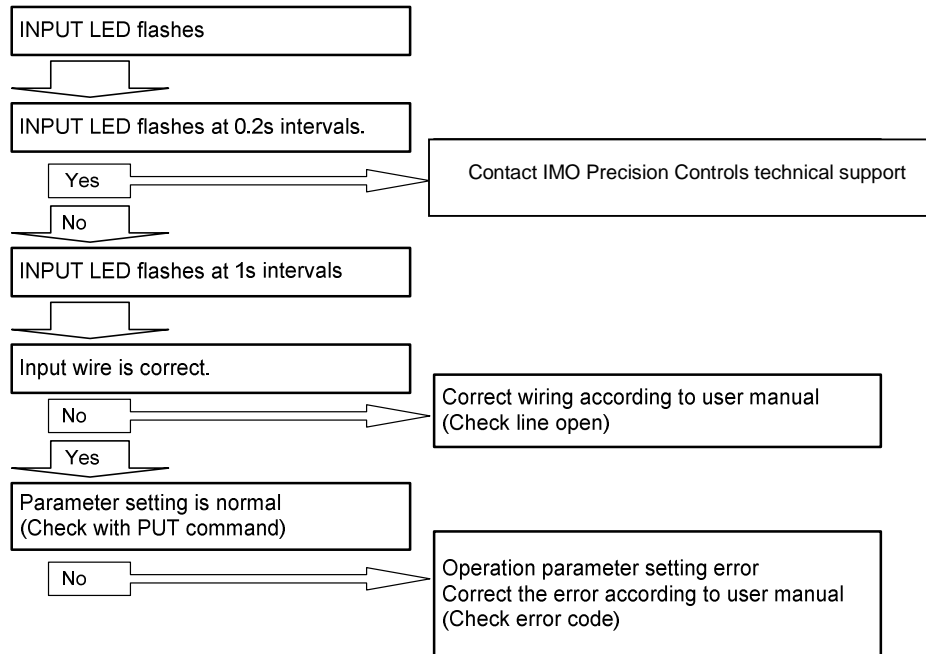 INPUT LED flashes
INPUT LED flashes at 0.2s intervals.
Yes
Contact IMO Precision Controls technical support
No
INPUT LED flashes at 1s intervals
Input wire is correct.
No
Correct wiring according to user manual
(Check line open)
Yes
Parameter setting is normal
(Check with PUT command)
No
Operation parameter setting error
Correct the error according to user manual
(Check error code)